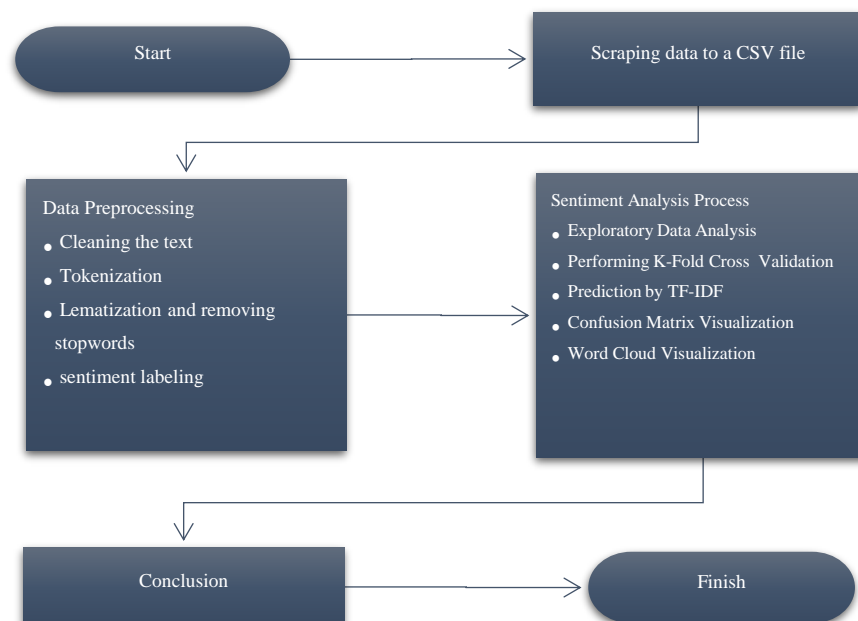 Start
Scraping data to a CSV file
Data Preprocessing
• Cleaning the text
• Tokenization
• Lematization and removing
stopwords
• sentiment labeling
Sentiment Analysis Process
• Exploratory Data Analysis
• Performing K-Fold Cross Validation
• Prediction by TF-IDF
• Confusion Matrix Visualization
• Word Cloud Visualization
Conclusion
Finish